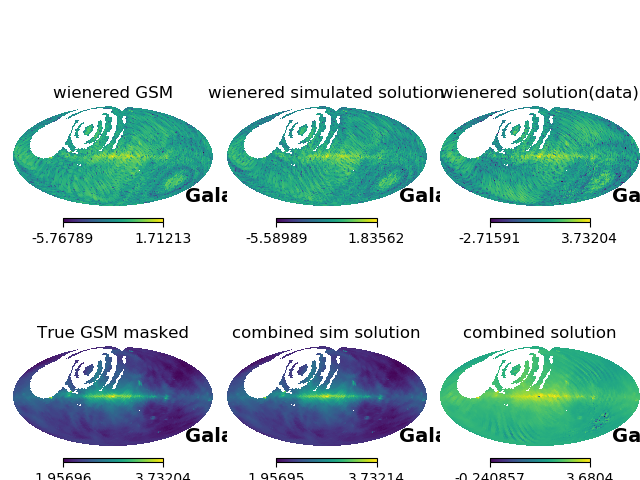 wienered GSM
wienered simulated solution
wienered solution(data)
Gala
Gala
Ga
-5.76789 1.71213
-5.58989 1.83562
-2.71591 3.73204
True GSM masked
combined sim solution
combined solution
Gala
Gala
Ga
1.95696 3.73204
1.95695 3.73214
-0.240857 3.6804